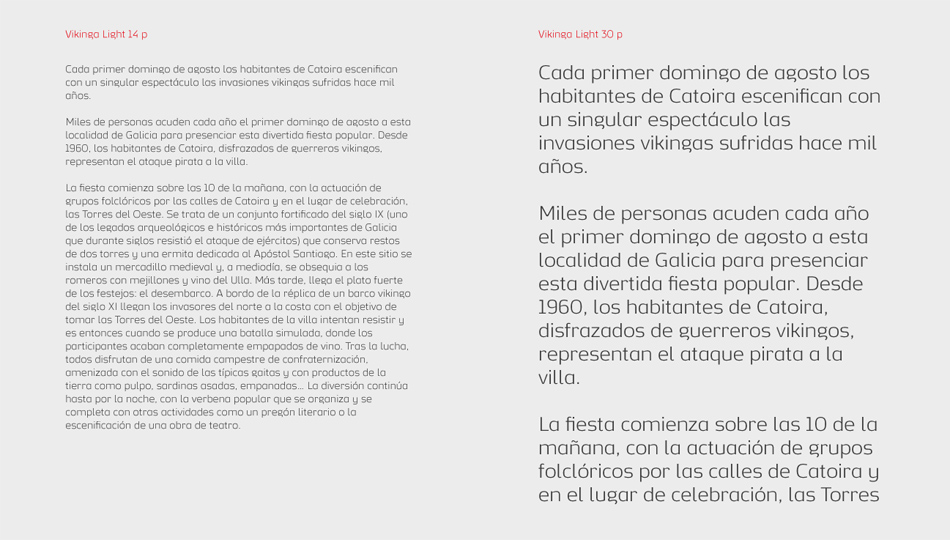 Vikinga Light 14 p
Cada primer domingo de agosto los habitantes de Catoira escenifican
con un singular espectáculo las invasiones vikingas sufridas hace mil
años.
Miles de personas acuden cada año el primer domingo de agosto a esta
localidad de Galicia para presenciar esta divertida fiesta popular. Desde
1960, los habitantes de Catoira, disfrazados de guerreros vikingos,
representan el ataque pirata a la villa.
La fiesta comienza sobre las 10 de la mañana, con la actuación de
grupos folclóricos por las calles de Catoira y en el lugar de celebración,
las Torres del Oeste. Se trata de un conjunto fortificado del siglo IX (uno
de los legados arqueológicos e históricos más importantes de Galicia
que durante siglos resistió el ataque de ejércitos) que conserva restos
de dos torres y una ermita dedicada al Apóstol Santiago. En este sitio se
instala un mercadillo medieval y, a mediodía, se obsequia a los
romeros con mejillones y vino del Ulla. Más tarde, llega el plato fuerte
de los festejos: el desembarco. A bordo de la réplica de un barco vikingo
del siglo XI llegan los invasores del norte a la costa con el objetivo de
tomar las Torres del Oeste. Los habitantes de la villa intentan resistir y
es entonces cuando se produce una batalla simulada, donde los
participantes acaban completamente empapados de vino. Tras la lucha,
todos disfrutan de una comida campestre de confraternización,
amenizada con el sonido de las típicas gaitas y con productos de la
tierra como pulpo, sardinas asadas, empanadas... La diversión continúa
hasta por la noche, con la verbena popular que se organiza y se
completa con otras actividades como un pregón literario o la
escenificación de una obra de teatro.
Vikinga Light 30 p
Cada primer domingo de agosto los
habitantes de Catoira escenifican con
un singular espectáculo las
invasiones vikingas sufridas hace mil
años.
Miles de personas acuden cada año
el primer domingo de agosto a esta
localidad de Galicia para presenciar
esta divertida fiesta popular. Desde
1960, los habitantes de Catoira,
disfrazados de guerreros vikingos,
representan el ataque pirata a la
villa.
La fiesta comienza sobre las 10 de la
mañana, con la actuación de grupos
folclóricos por las calles de Catoira y
en el lugar de celebración, las Torres